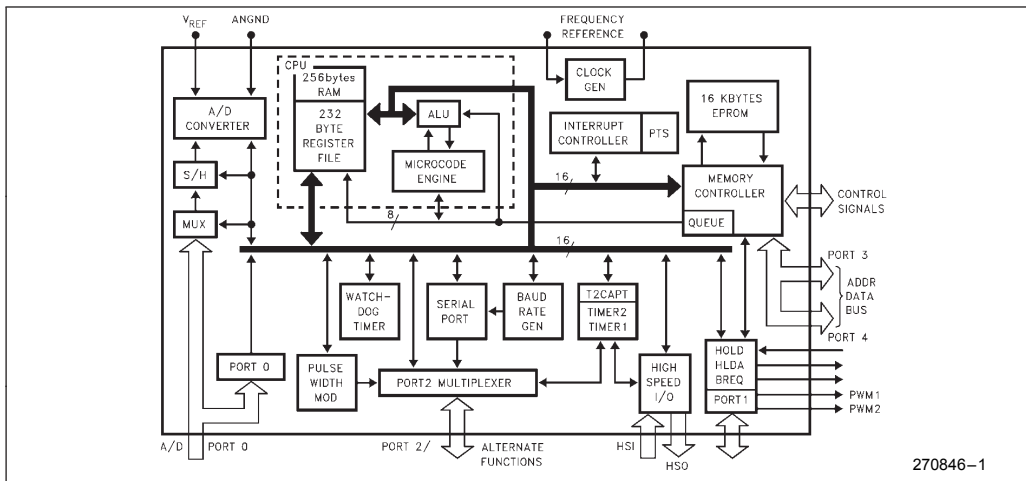 VREF
ANGND
FREQUENCY
REFERENCE
CPU
256bytes
RAM
232
BYTE
REGISTER
FILE
ALU
MICROCODE
ENGINE
CLOCK
GEN
16 KBYTES
EPROM
A/D
CONVERTER
S/H
MUX
INTERRUPT
CONTROLLER
PTS
MEMORY
CONTROLLER
QUEUE
CONTROL
SIGNALS
16
8
16
PORT 3
ADDR
DATA
BUS
PORT 4
WATCH-
DOG
TIMER
SERIAL
PORT
BAUD
RATE
GEN
T2CAPT
TIMER2
TIMER1
PORT 0
PULSE
WIDTH
MOD
PORT2 MULTIPLEXER
HIGH
SPEED
I/O
HOLD
HLDA
BREQ
PORT1
PWM1
PWM2
A/D
PORT 0
PORT 2/
ALTERNATE
FUNCTIONS
HSI
HSO
270846–1